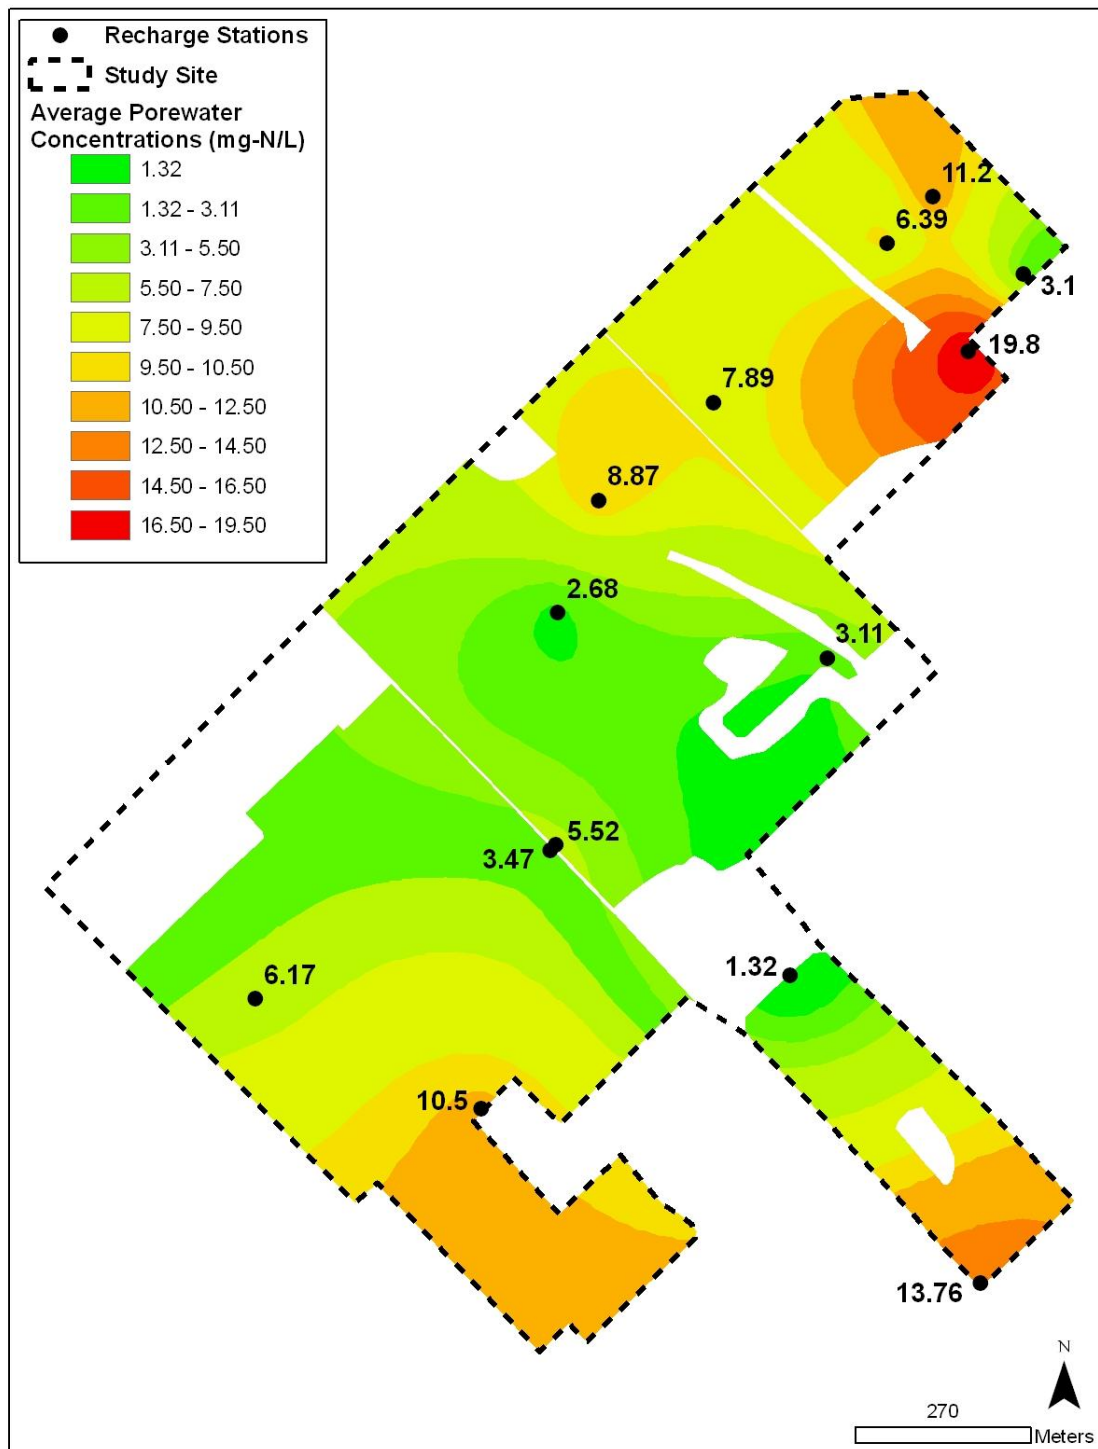 Recharge Stations
Study Site
Average Porewater
Concentrations (mg-N/L)
1.32
1.32 - 3.11
3.11 - 5.50
5.50 - 7.50
7.50 - 9.50
9.50 - 10.50
10.50 - 12.50
12.50 - 14.50
14.50 - 16.50
16.50 - 19.50
11.2
6.39
3.1
19.8
7.89
8.87
2.68
3.11
5.52
3.47
1.32
6.17
10.5
13.76
N
270
Meters